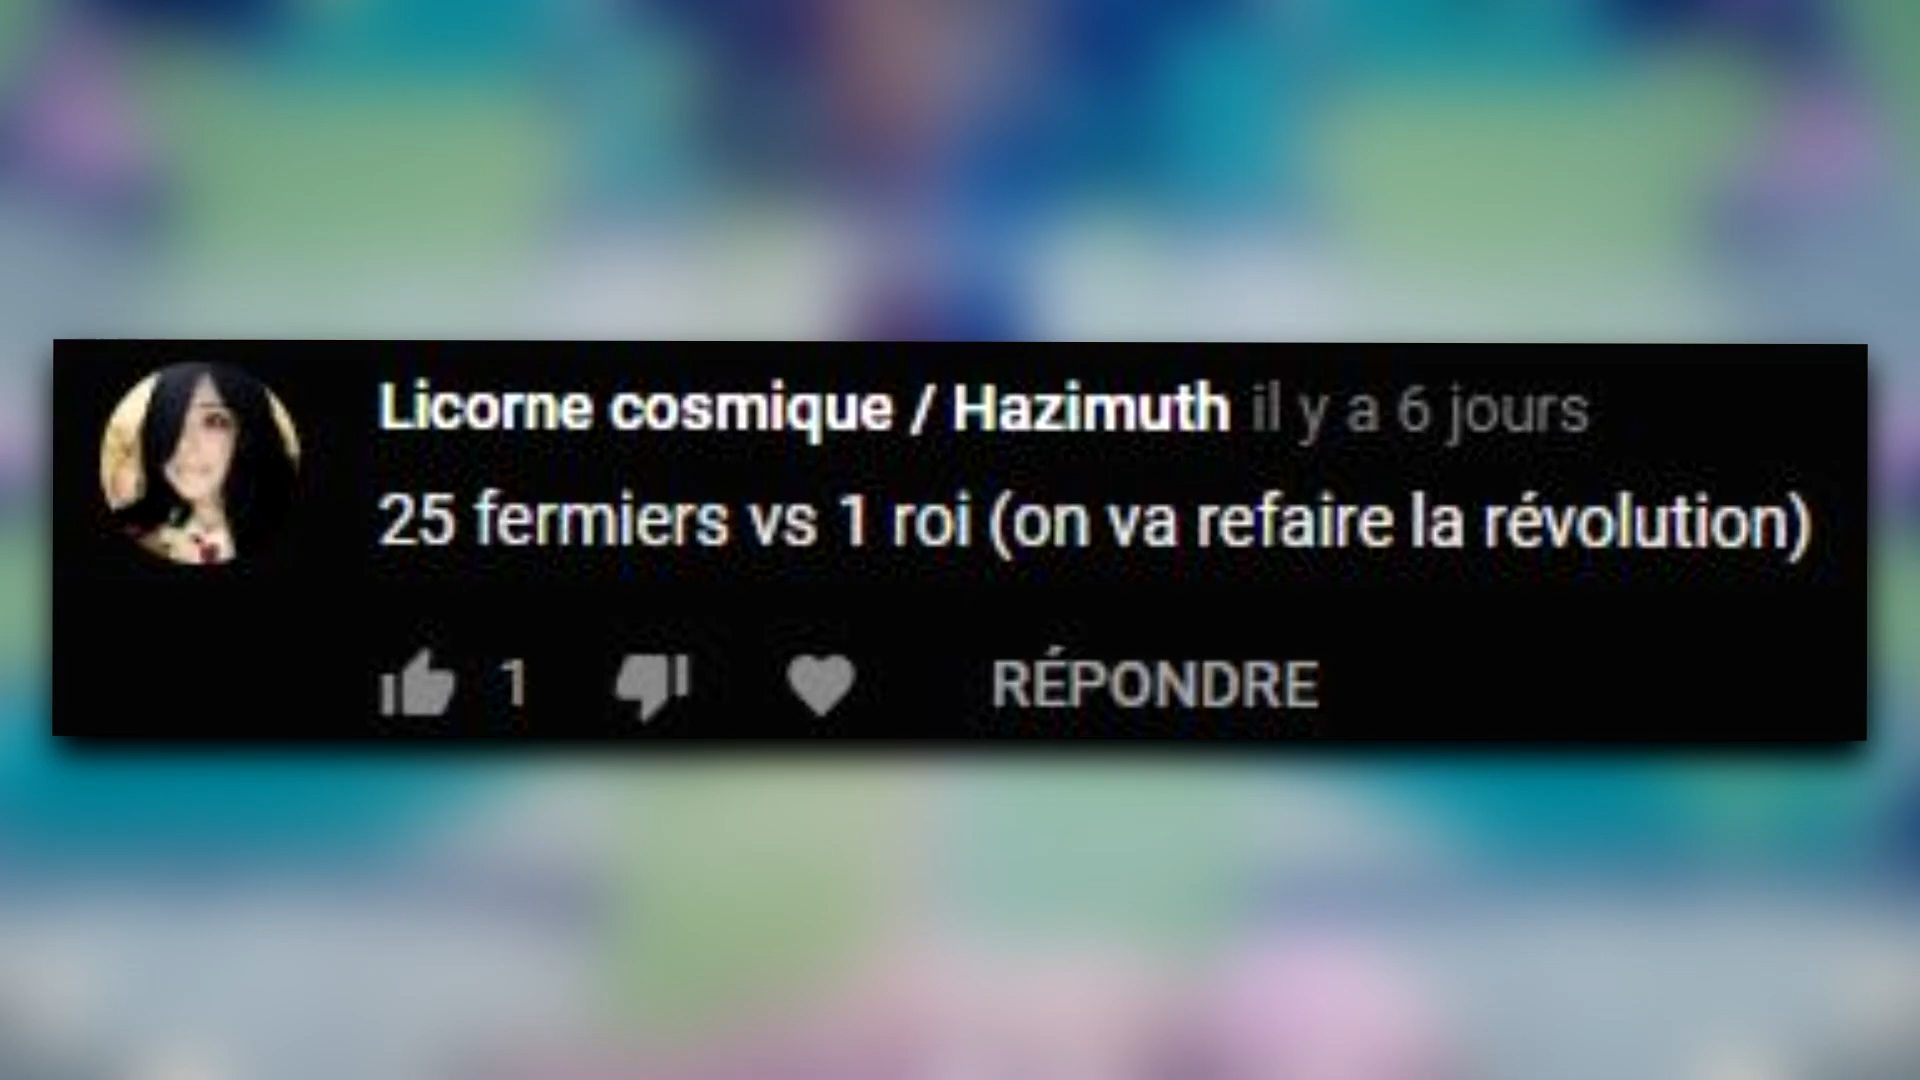 Licorne cosmique / Hazimuth il y a 6 jours
25 fermiers vs 1 roi (on va refaire la révolution)
1 RÉPONDRE